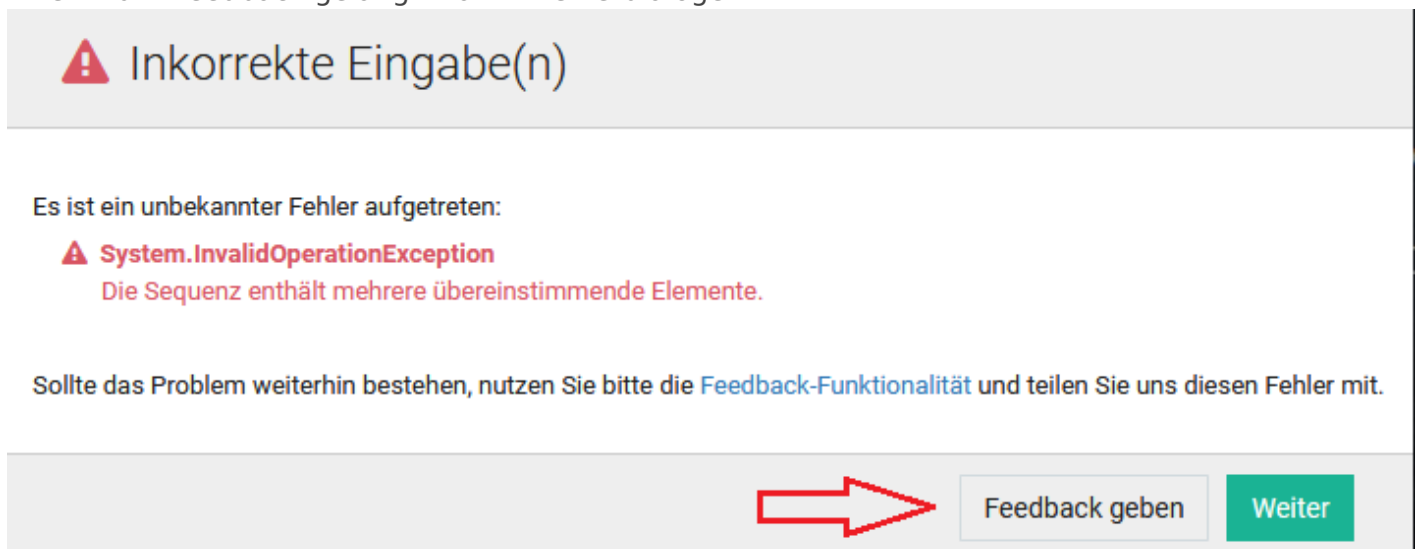 Inkorrekte Eingabe(n)
Es ist ein unbekannter Fehler aufgetreten:
System.InvalidOperationException
Die Sequenz enthält mehrere übereinstimmende Elemente.
Sollte das Problem weiterhin bestehen, nutzen Sie bitte die Feedback-Funktionalität und teilen Sie uns diesen Fehler mit.
Feedback geben
Weiter